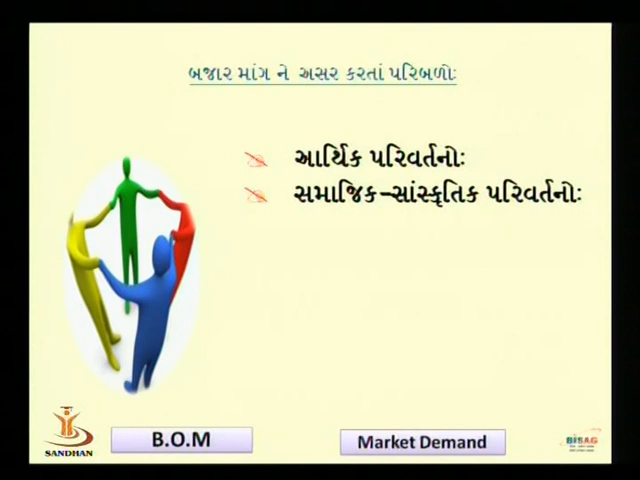 બજાર માંગ ને અસર કરતાં પરિબળોઃ
આર્થિક પરિવર્તનોઃ
સમાજિક-સાંસ્કૃતિક પરિવર્તનોઃ
SANDHAN
B.O.M
Market Demand
BISAG